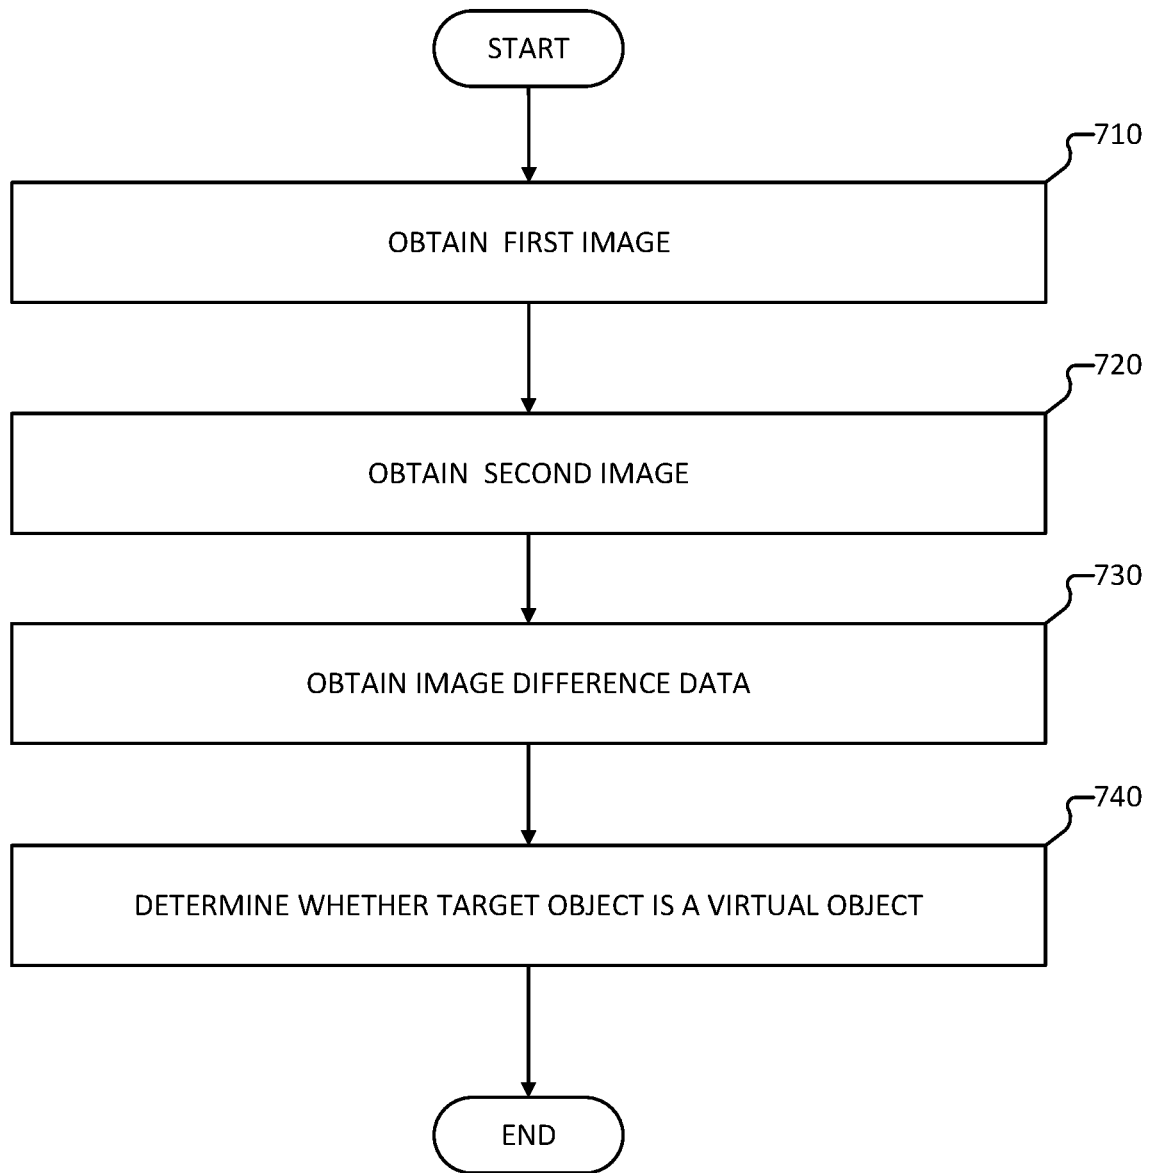 START
710
OBTAIN FIRST IMAGE
720
OBTAIN SECOND IMAGE
730
OBTAIN IMAGE DIFFERENCE DATA
740
DETERMINE WHETHER TARGET OBJECT IS A VIRTUAL OBJECT
END